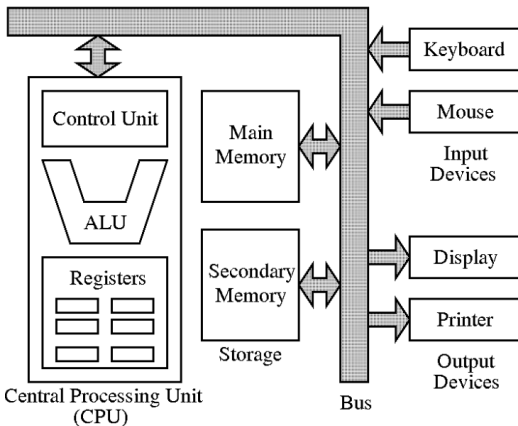 Control Unit
ALU
Registers
Central Processing Unit
(CPU)
Main
Memory
Secondary
Memory
Storage
Bus
Keyboard
Mouse
Input
Devices
Display
Printer
Output
Devices